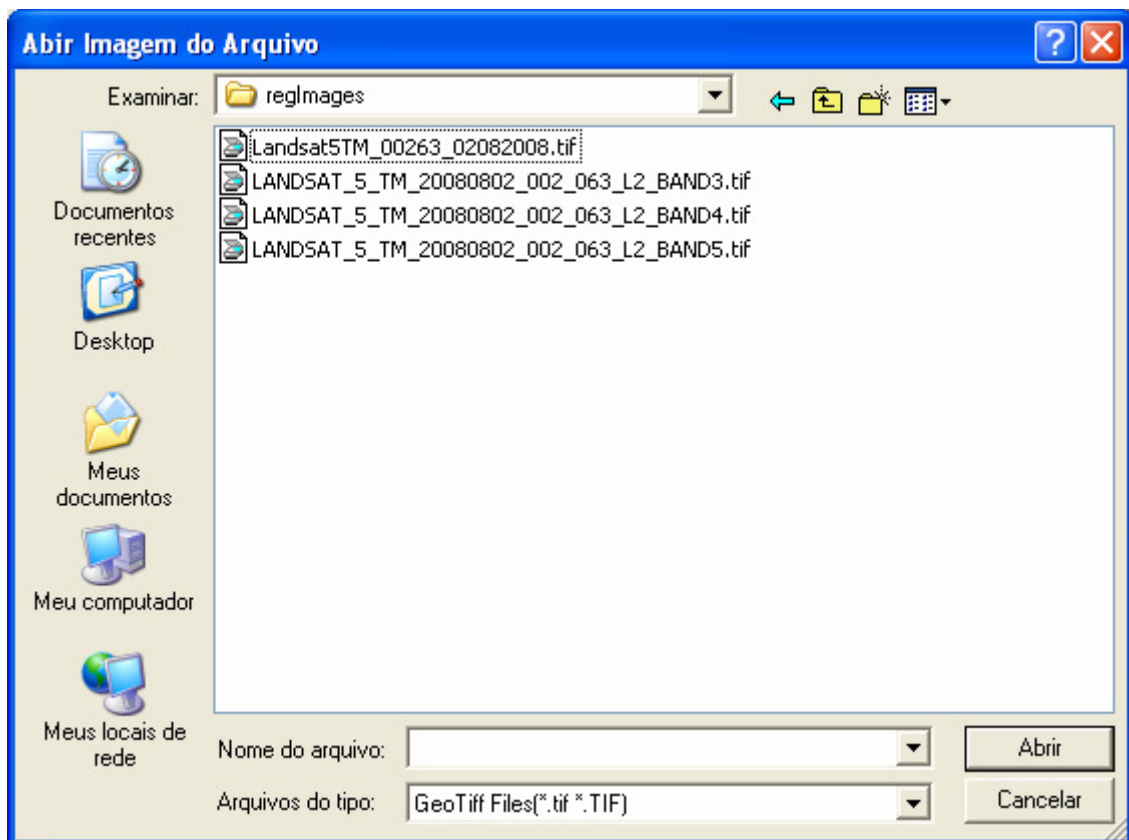 Abir Imagem do Arquivo
Examinar:
regImages
Documentos
recentes
Desktop
Meus
documentos
Meu computador
Meus locais de
rede
Landsat5TM_00263_02082008.tif
LANDSAT_5_TM_20080802_002_063_L2_BAND3.tif
LANDSAT_5_TM_20080802_002_063_L2_BAND4.tif
LANDSAT_5_TM_20080802_002_063_L2_BAND5.tif
Nome do arquivo:
Abrir
Arquivos do tipo:
GeoTiff Files(*.tif *.TIF)
Cancelar